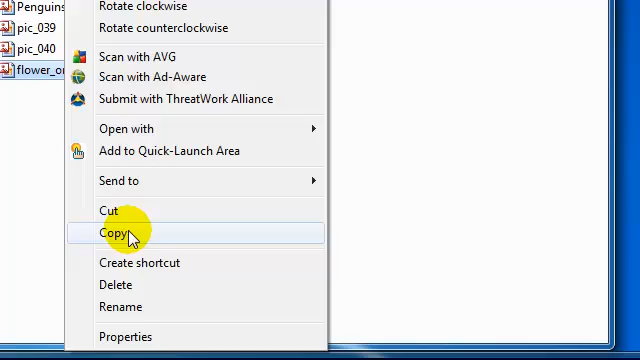 Penguins
pic_039
pic_040
flower_or
Rotate clockwise
Rotate counterclockwise
Scan with AVG
Scan with Ad-Aware
Submit with ThreatWork Alliance
Open with
Add to Quick-Launch Area
Send to
Cut
Copy
Create shortcut
Delete
Rename
Properties